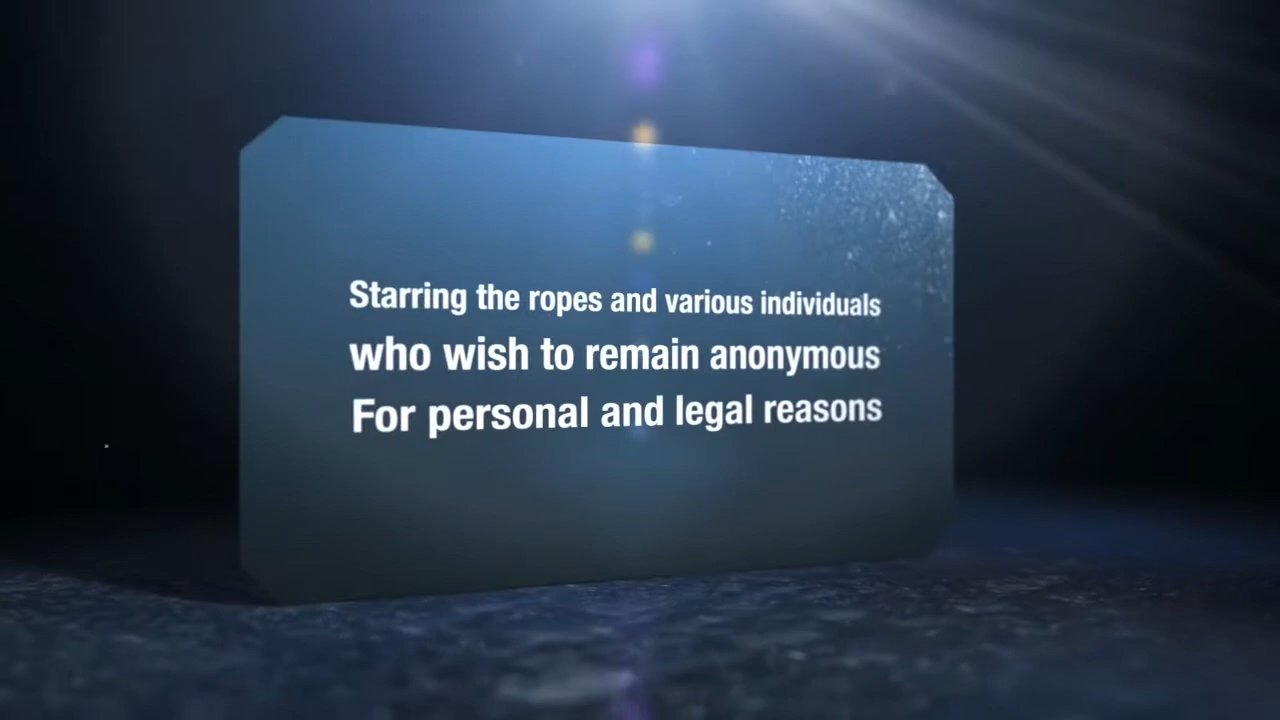 Starring the ropes and various individuals
who wish to remain anonymous
For personal and legal reasons